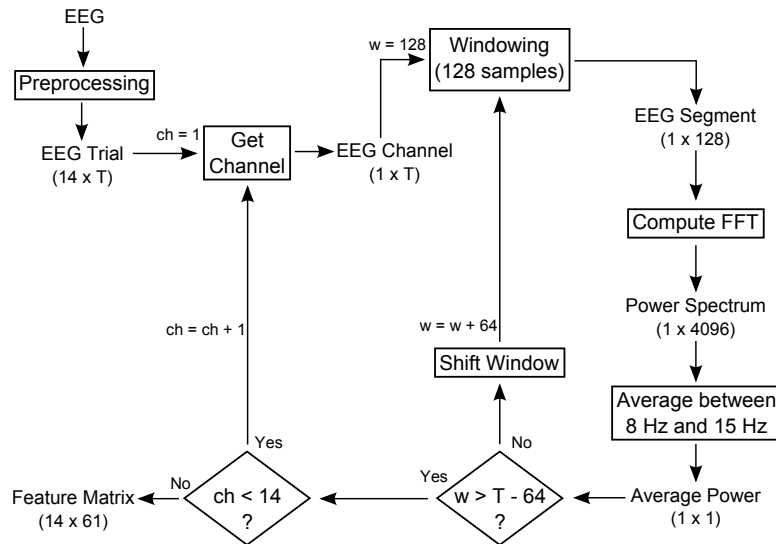 EEG
Preprocessing
EEG Trial
(14 x T)
ch = 1
Get
Channel
EEG Channel
(1 x T)
w = 128
Windowing
(128 samples)
EEG Segment
(1 x 128)
Compute FFT
Power Spectrum
(1 x 4096)
Average between
8 Hz and 15 Hz
Average Power
(1 x 1)
w > T - 64
?
No
Shift Window
w = w + 64
Yes
ch < 14
?
Yes
ch = ch + 1
No
Feature Matrix
(14 x 61)